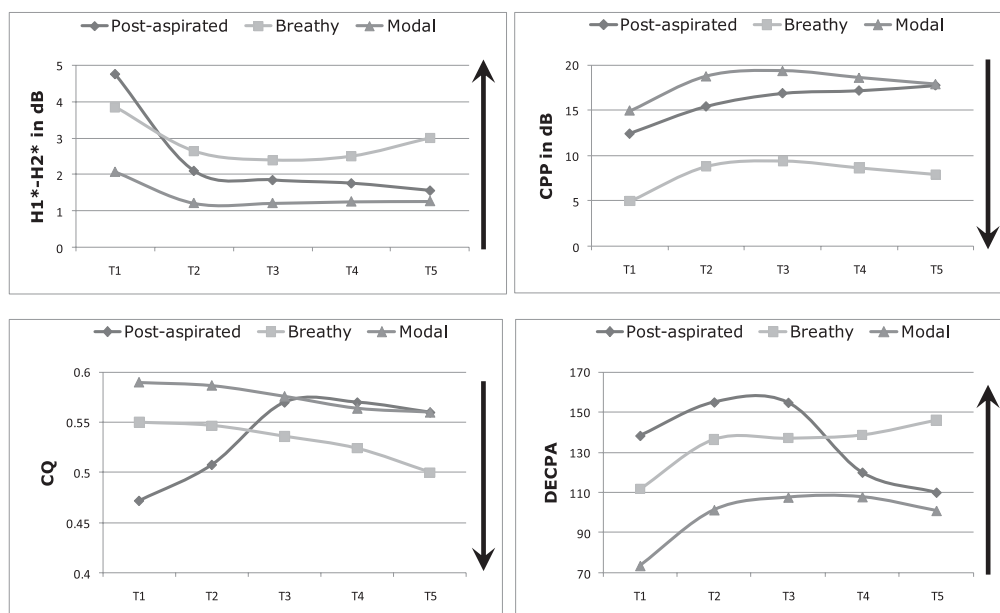 Post-aspirated Breathy Modal
H1*-H2* in dB
5
4
3
2
1
0
T1 T2 T3 T4 T5
Post-aspirated Breathy Modal
CPP in dB
20
15
10
5
0
T1 T2 T3 T4 T5
Post-aspirated Breathy Modal
CQ
0.6
0.55
0.5
0.45
0.4
T1 T2 T3 T4 T5
Post-aspirated Breathy Modal
DECPA
170
150
130
110
90
70
T1 T2 T3 T4 T5